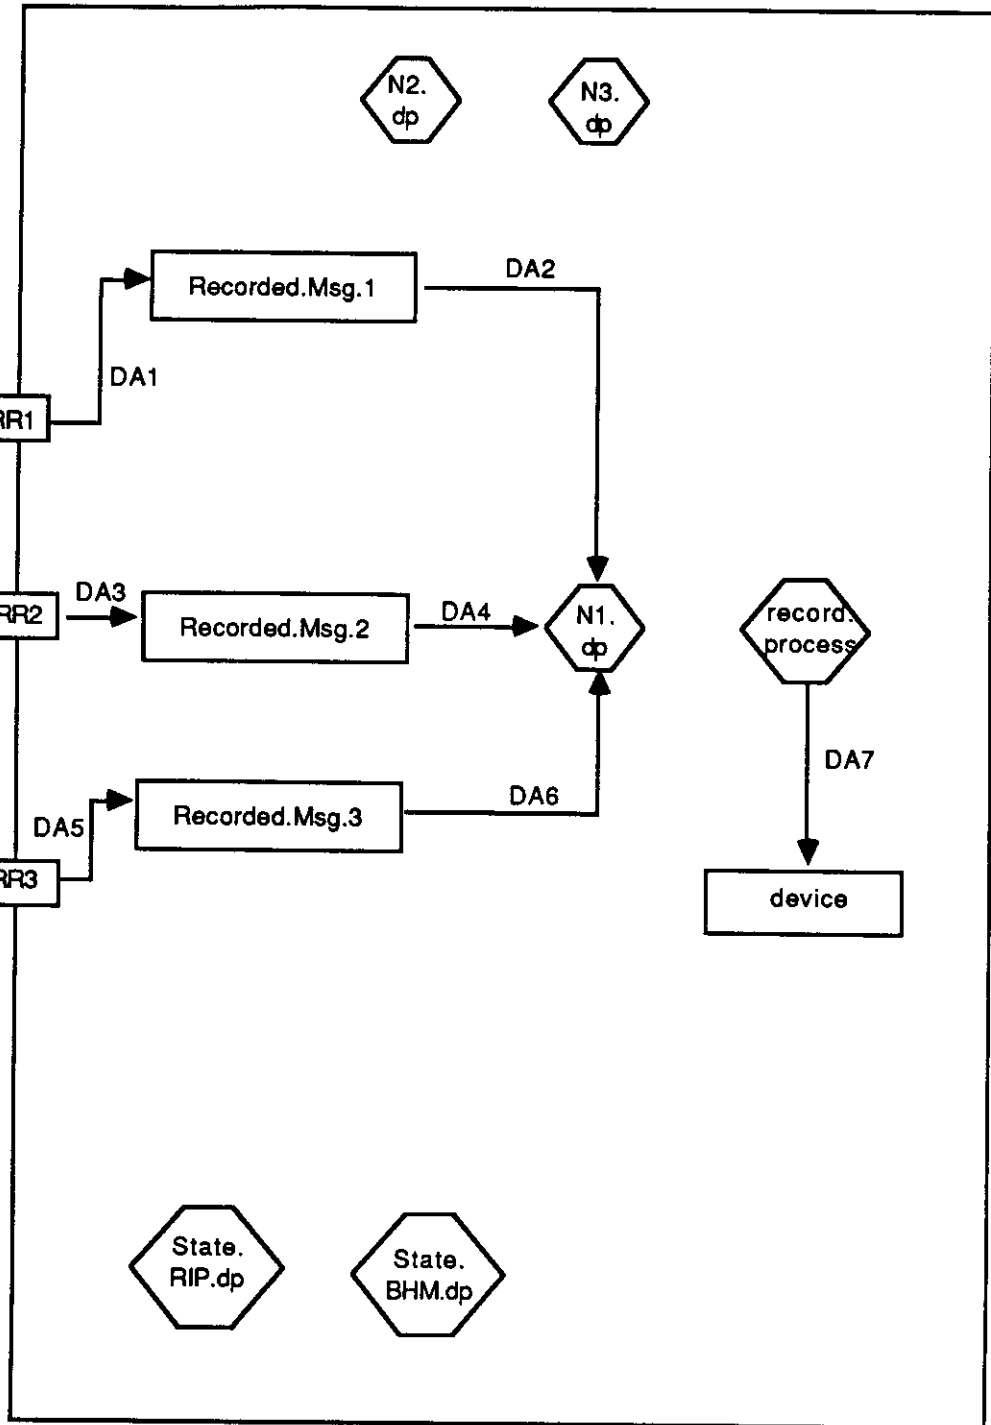 N2.
dp
N3.
dp
DA2
Recorded.Msg.1
DA1
RR1
DA3
RR2
Recorded.Msg.2
DA4
N1.
dp
record.
process
DA7
DA6
Recorded.Msg.3
DA5
RR3
device
State.
RIP.dp
State.
BHM.dp